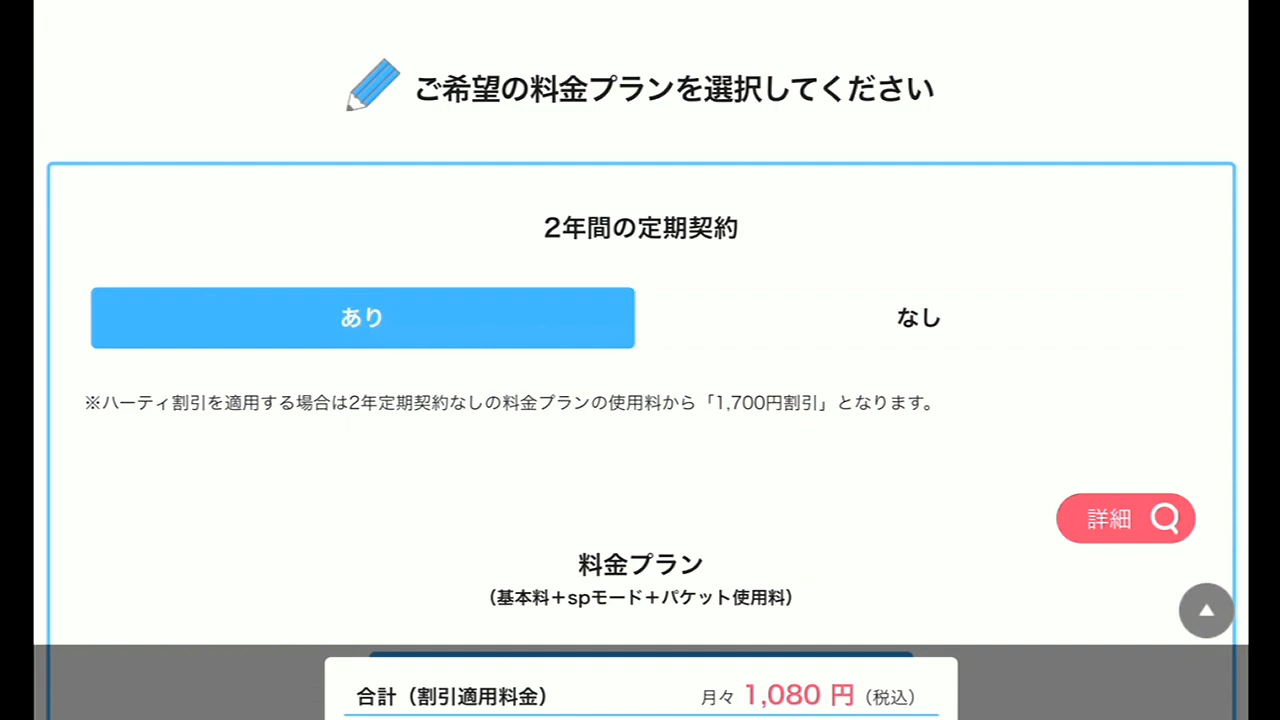 ご希望の料金プランを選択してください
2年間の定期契約
あり
なし
※ハーティ割引を適用する場合は2年定期契約なしの料金プランの使用料から「1,700円割引」となります。
詳細
料金プラン
（基本料＋spモード＋パケット使用料）
合計（割引適用料金） 月々 1,080 円（税込）